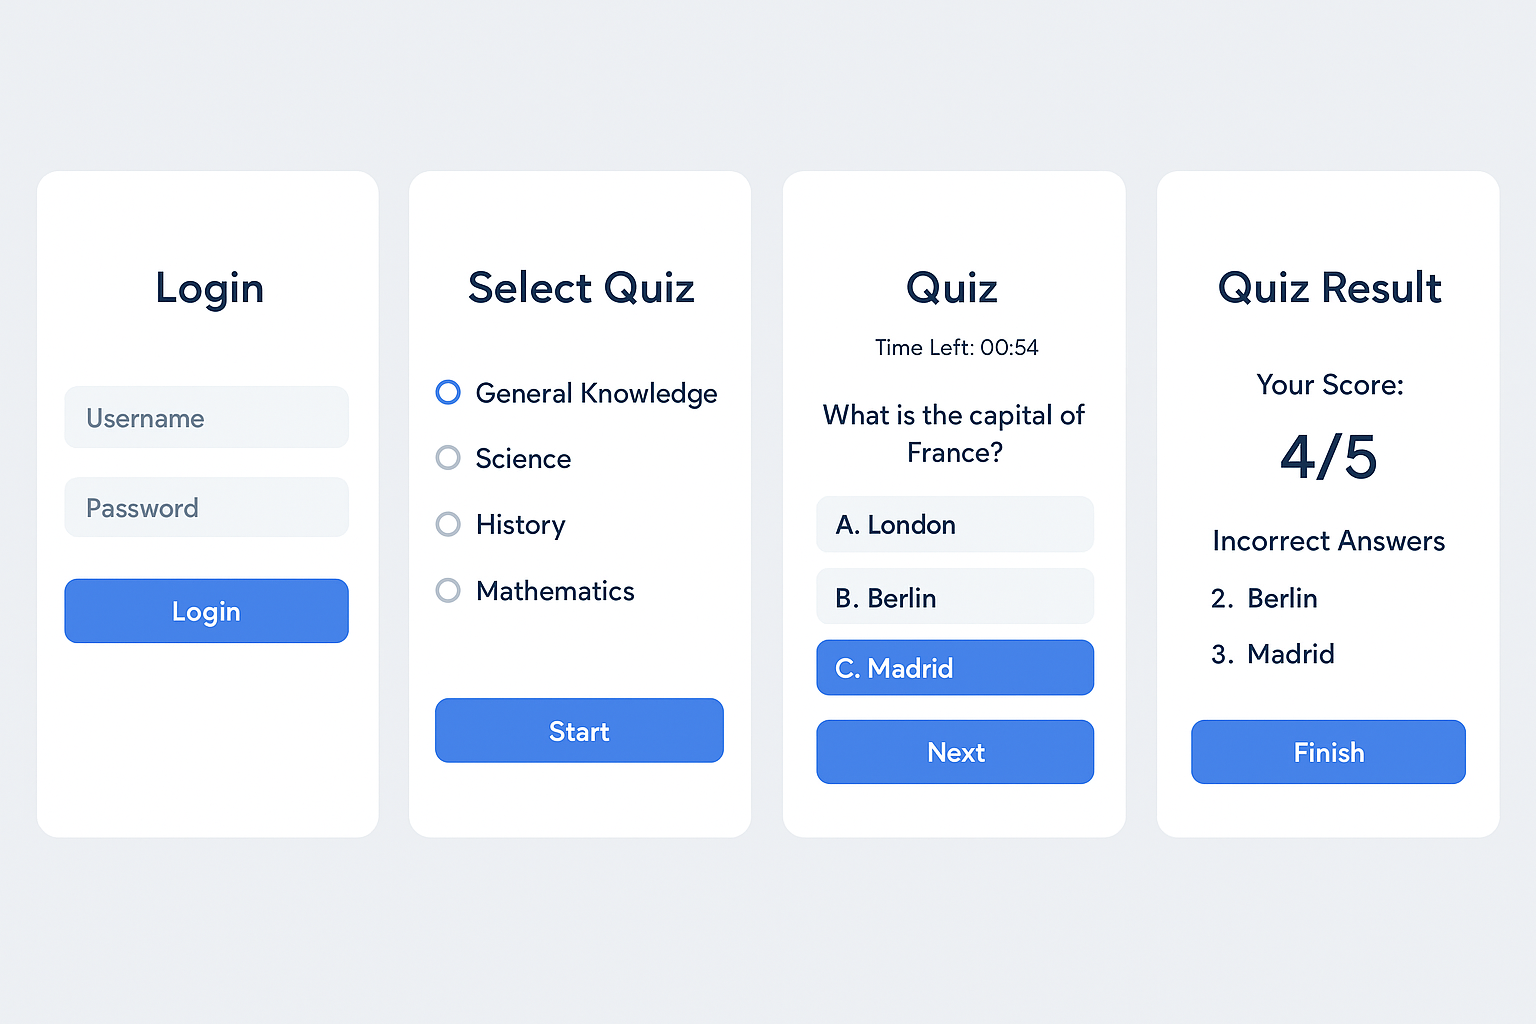 Login
Username
Password
Login
Select Quiz
General Knowledge
Science
History
Mathematics
Start
Quiz
Time Left: 00:54
What is the capital of
France?
A. London
B. Berlin
C. Madrid
Next
Quiz Result
Your Score:
4/5
Incorrect Answers
2. Berlin
3. Madrid
Finish